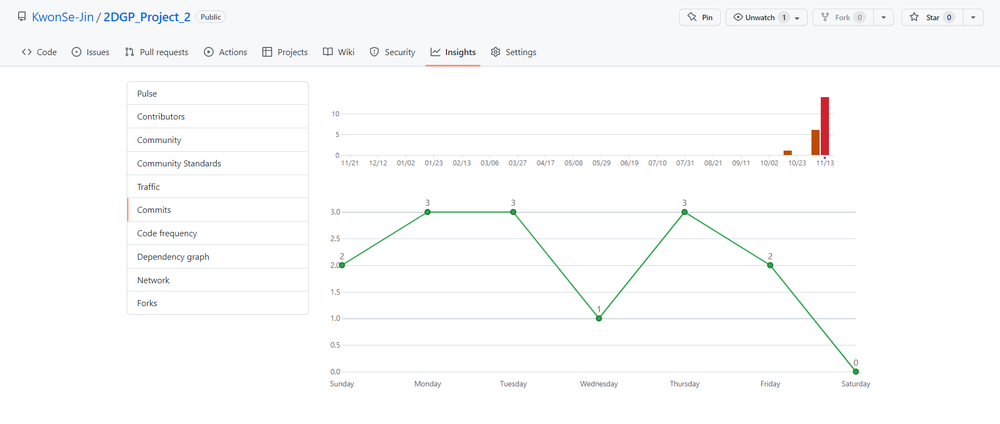 KwonSe-Jin / 2DGP_Project_2 Public
Pin Unwatch 1 Fork 0 Star 0
Code Issues Pull requests Actions Projects Wiki Security Insights Settings
Pulse
Contributors
Community
Community Standards
Traffic
Commits
Code frequency
Dependency graph
Network
Forks
10
5
0
11/21 12/12 01/02 01/23 02/13 03/06 03/27 04/17 05/08 05/29 06/19 07/10 07/31 08/21 09/11 10/02 10/23 11/13
3 3 3
3.0
2.5
2 2
2.0
1.5
1
1.0
0.5
0
0.0
Sunday Monday Tuesday Wednesday Thursday Friday Saturday